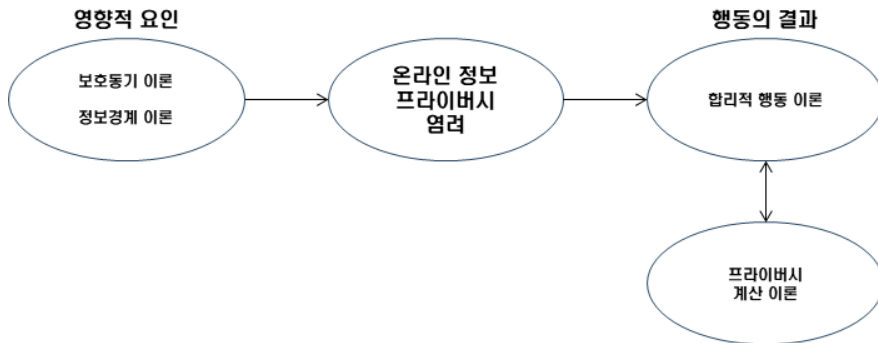 영향적 요인
행동의 결과
보호동기 이론
정보경계 이론
온라인 정보
프라이버시
염려
합리적 행동 이론
프라이버시
계산 이론